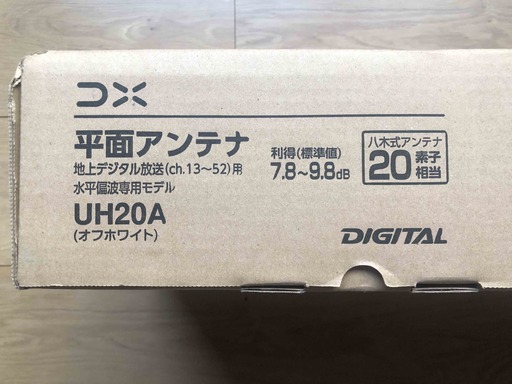 DX
平面アンテナ
地上デジタル放送(ch.13～52)用
水平偏波専用モデル
UH20A
(オフホワイト)
利得(標準値)
7.8～9.8dB
八木式アンテナ
20素子相当
DIGITAL